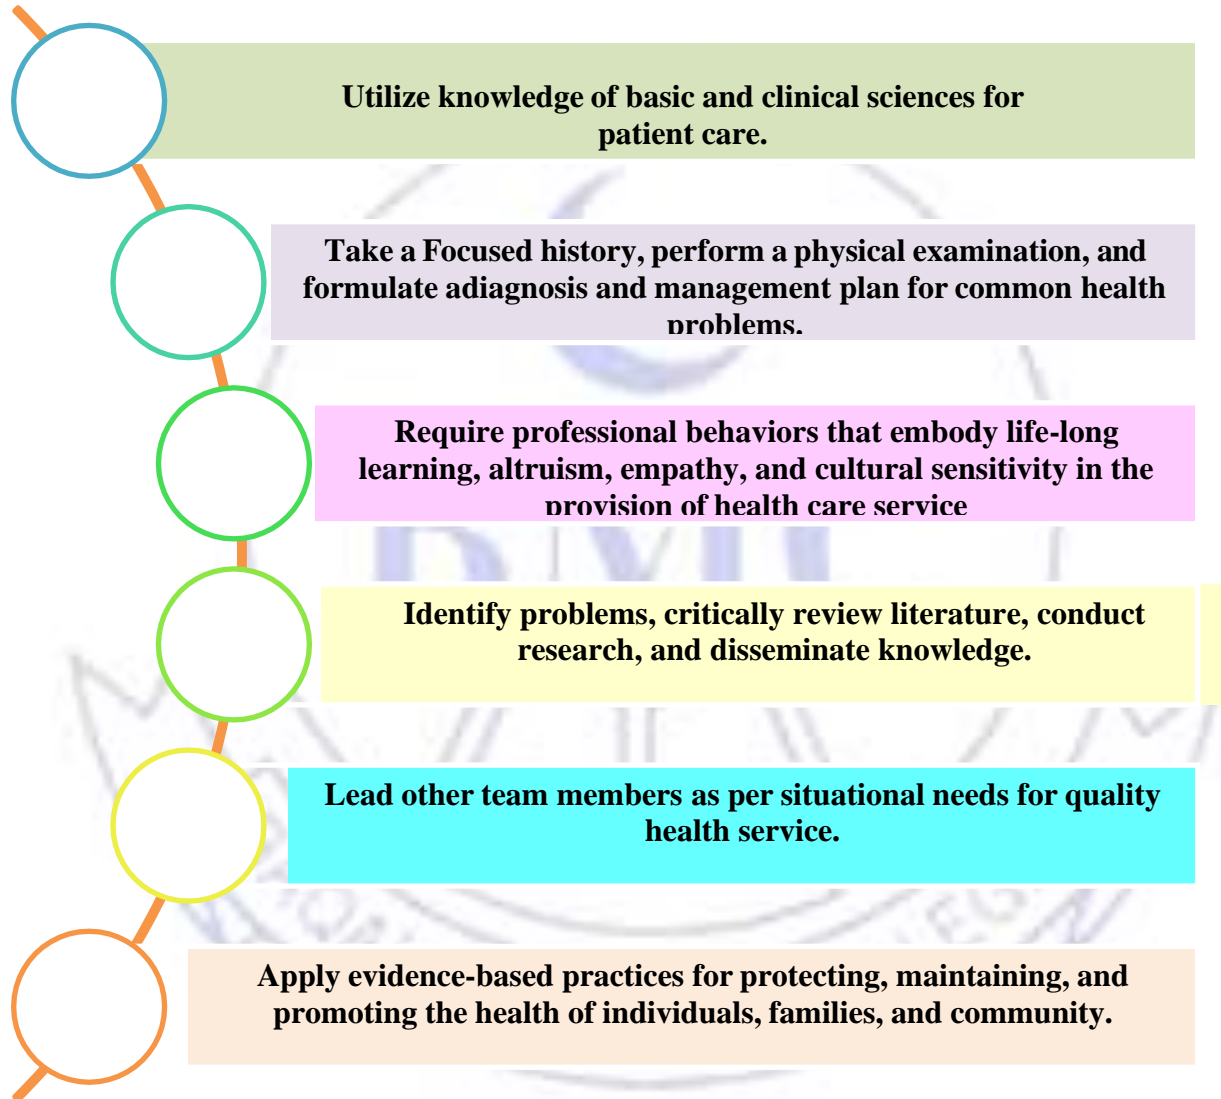 Utilize knowledge of basic and clinical sciences for
patient care.
Take a Focused history, perform a physical examination, and
formulate adiagnosis and management plan for common health
problems.
Require professional behaviors that embody life-long
learning, altruism, empathy, and cultural sensitivity in the
provision of health care service
Identify problems, critically review literature, conduct
research, and disseminate knowledge.
Lead other team members as per situational needs for quality
health service.
Apply evidence-based practices for protecting, maintaining, and
promoting the health of individuals, families, and community.